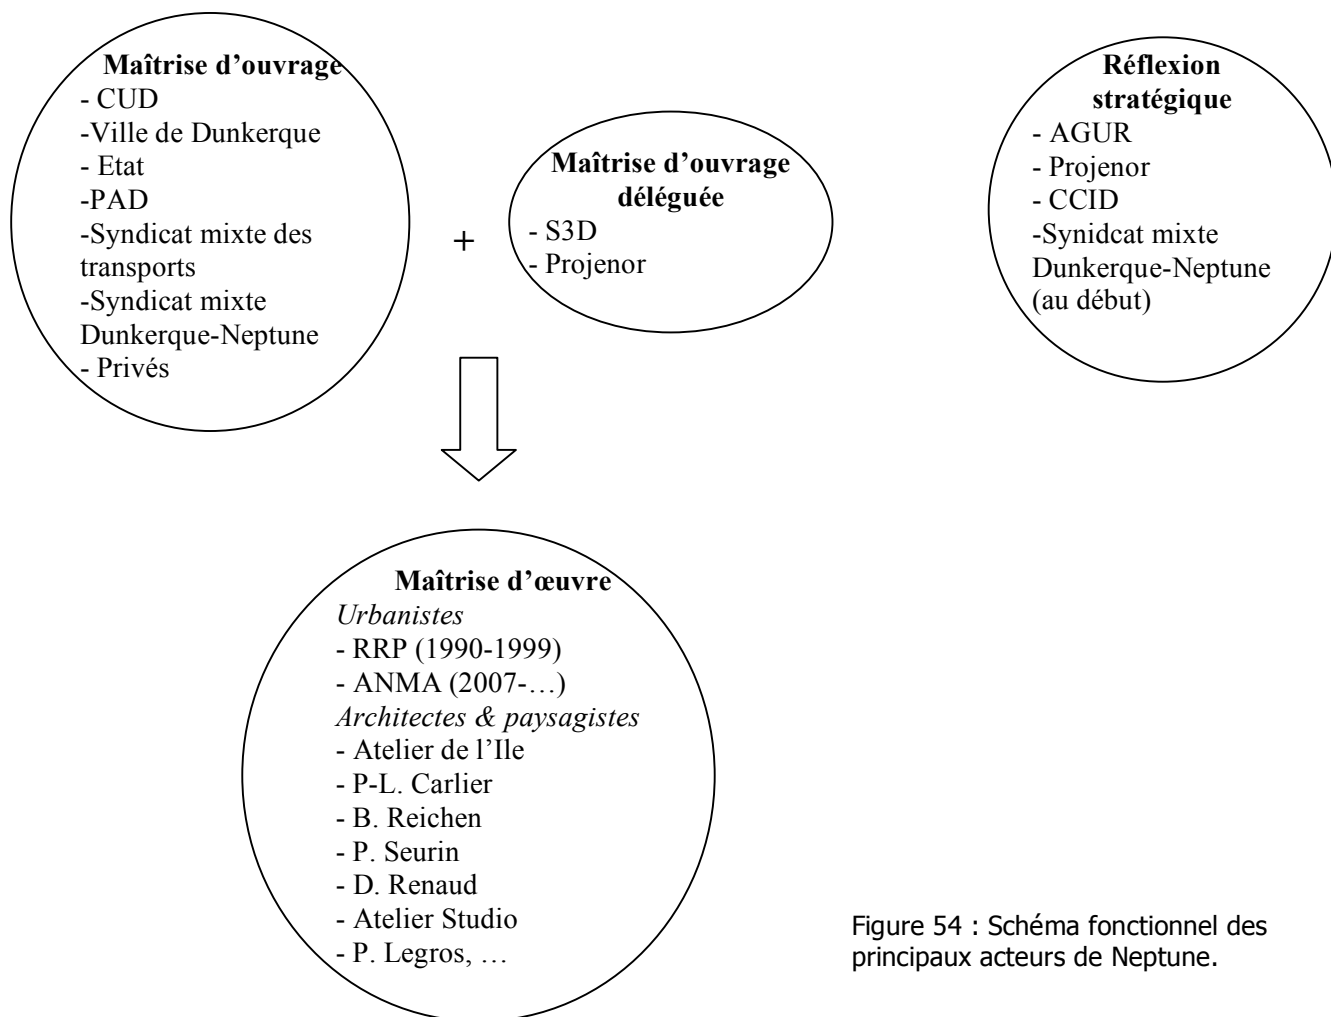 Maîtrise d’ouvrage
- CUD
-Ville de Dunkerque
- Etat
-PAD
-Syndicat mixte des
transports
-Syndicat mixte
Dunkerque-Neptune
- Privés
+
Maîtrise d’ouvrage
déléguée
- S3D
- Projenor
Réflexion
stratégique
- AGUR
- Projenor
- CCID
-Synidcat mixte
Dunkerque-Neptune
(au début)
Maîtrise d’œuvre
Urbanistes
- RRP (1990-1999)
- ANMA (2007-…)
Architectes & paysagistes
- Atelier de l’Ile
- P-L. Carlier
- B. Reichen
- P. Seurin
- D. Renaud
- Atelier Studio
- P. Legros, …
Figure 54 : Schéma fonctionnel des
principaux acteurs de Neptune.